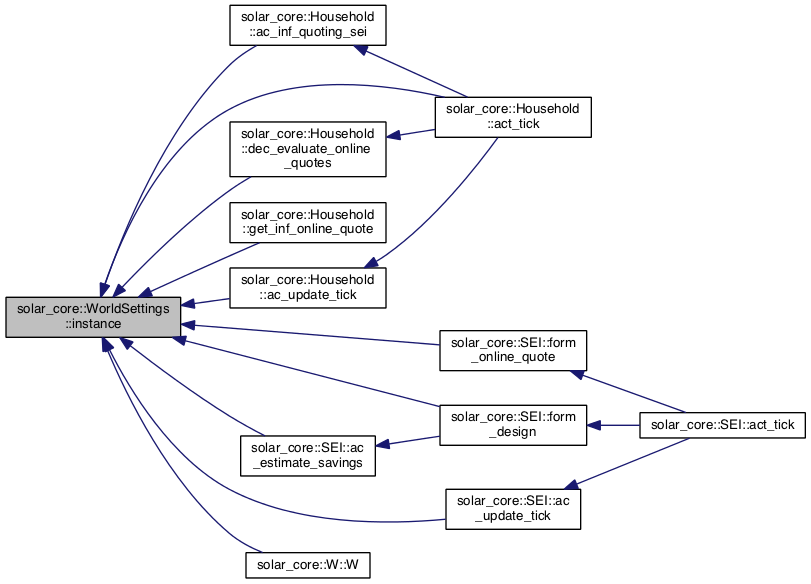 solar_core::Household
::ac_inf_quoting_sei
solar_core::Household
::act_tick
solar_core::Household
::dec_evaluate_online
_quotes
solar_core::Household
::get_inf_online_quote
solar_core::Household
::ac_update_tick
solar_core::WorldSettings
::instance
solar_core::SEI::form
_online_quote
solar_core::SEI::form
_design
solar_core::SEI::act_tick
solar_core::SEI::ac
_estimate_savings
solar_core::SEI::ac
_update_tick
solar_core::W::W